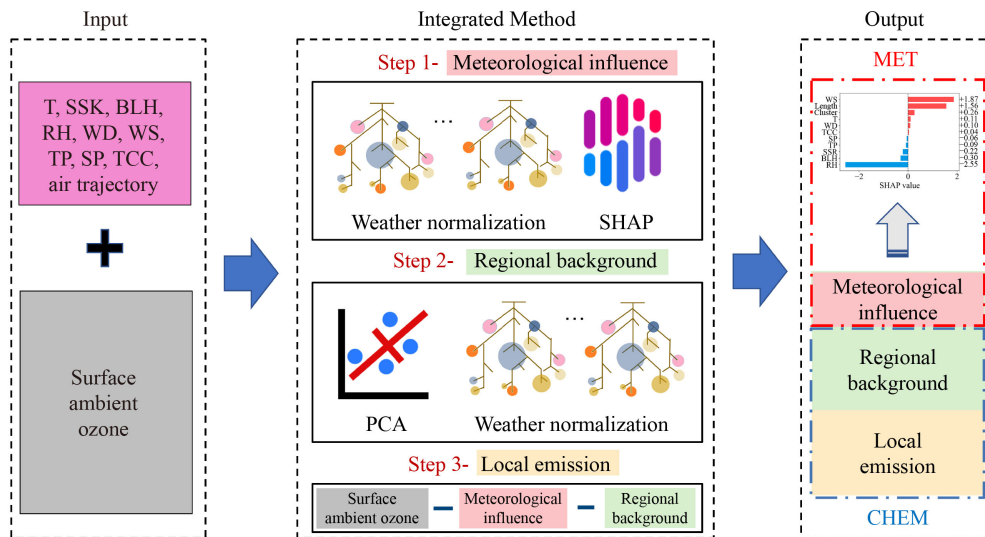 Input
T, SSK, BLH,
RH, WD, WS,
TP, SP, TCC,
air trajectory
Surface
ambient
ozone
Integrated Method
Step 1- Meteorological influence
...
Weather normalization
SHAP
Step 2- Regional background
...
PCA
Weather normalization
Step 3- Local emission
Surface
ambient ozone
Meteorological
influence
Regional
background
Output
MET
WS +1.87
Length +1.56
Cluster +0.26
T +0.11
WD +0.10
TCC +0.04
SP -0.06
TP -0.09
SSR -0.22
BLH -0.30
RH -2.55
−2 0 2
SHAP value
Meteorological
influence
Regional
background
Local
emission
CHEM